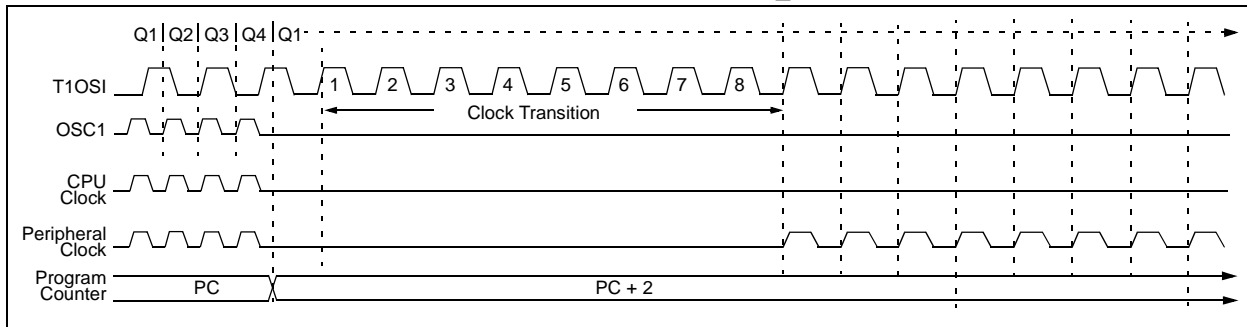 Q1 Q2 Q3 Q4 Q1
T1OSI
1 2 3 4 5 6 7 8
Clock Transition
OSC1
CPU
Clock
Peripheral
Clock
Program
Counter
PC
PC + 2